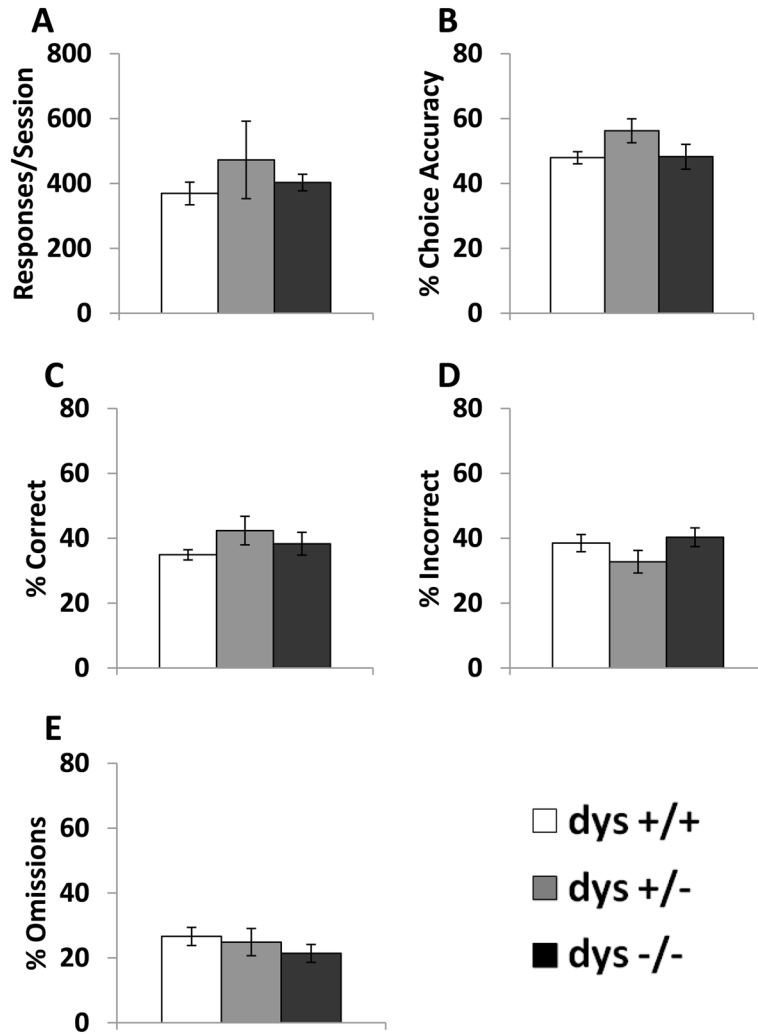 A
Responses/Session
800
600
400
200
0
B
% Choice Accuracy
80
60
40
20
0
C
% Correct
80
60
40
20
0
D
% Incorrect
80
60
40
20
0
E
% Omissions
80
60
40
20
0
dys +/+
dys +/-
dys -/-